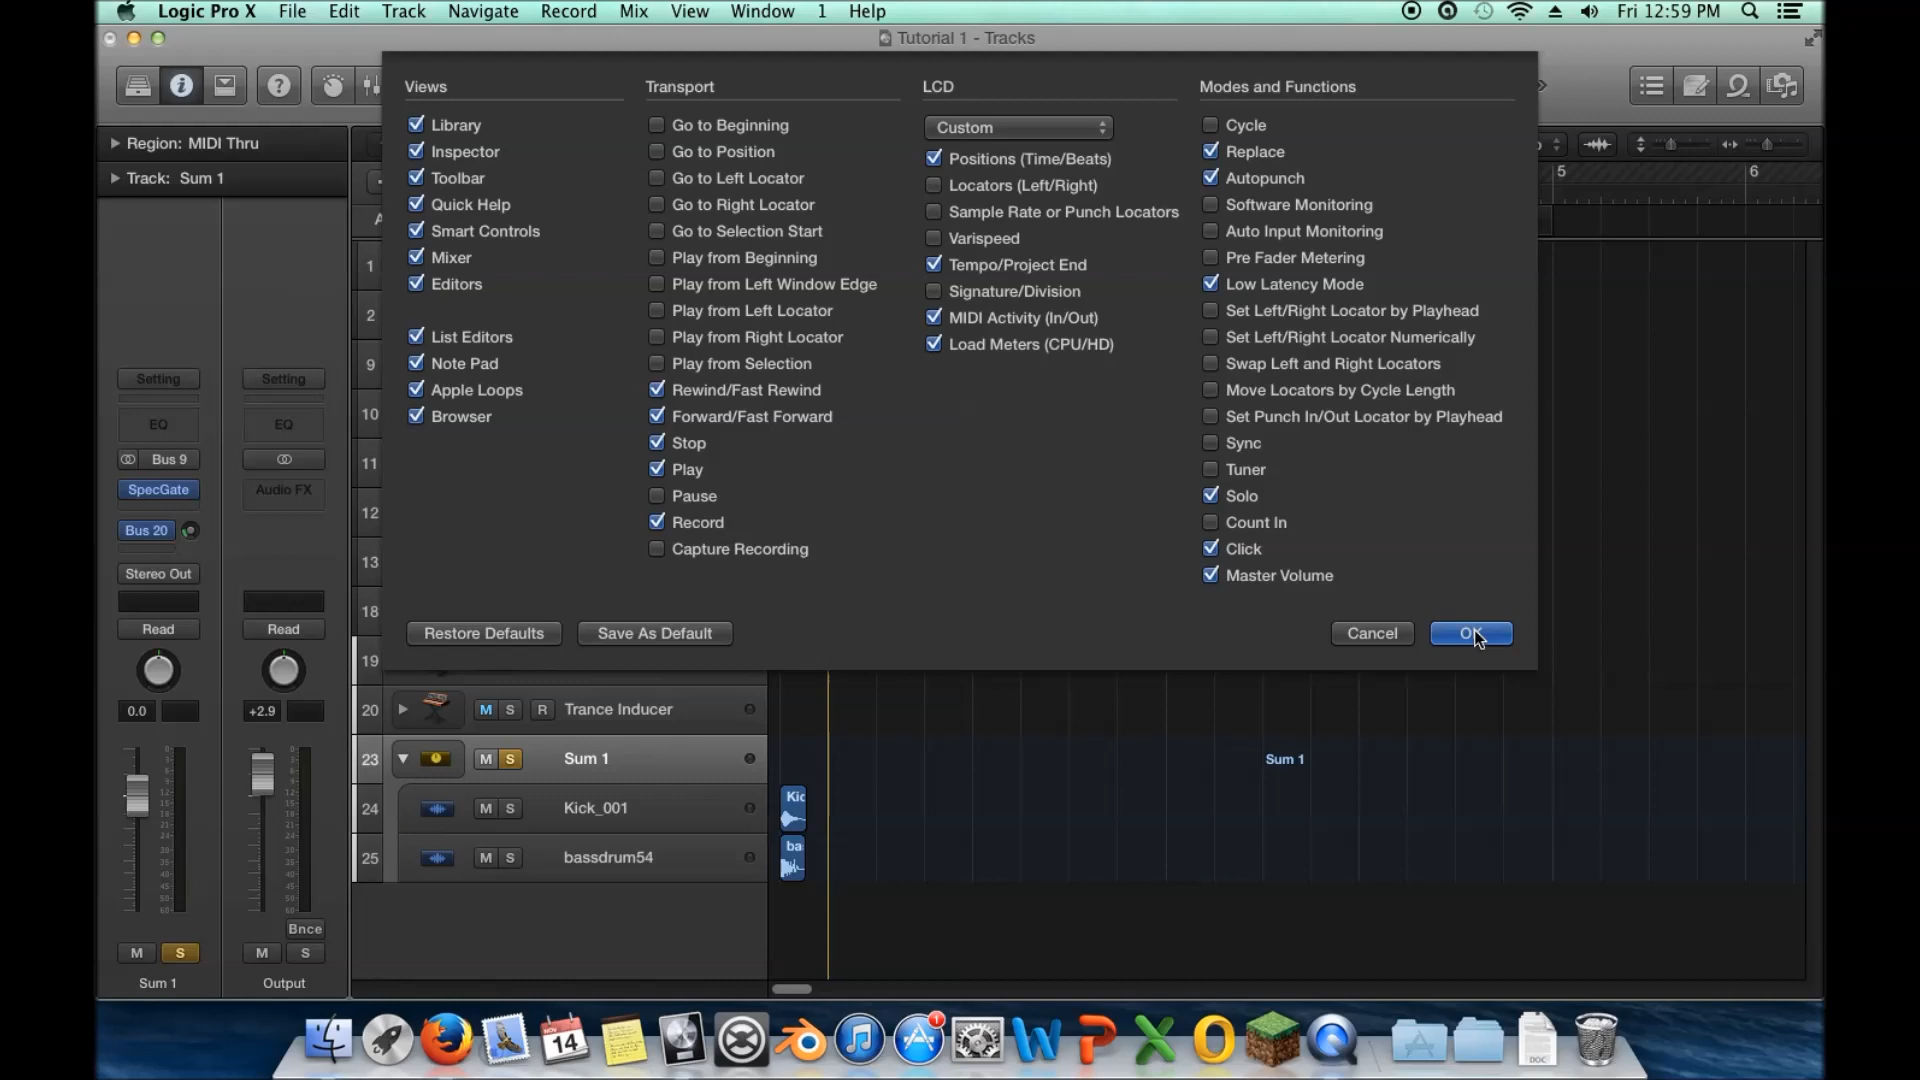 Logic Pro X File Edit Track Navigate Record Mix View Window 1 Help
Fri 12:59 PM
Tutorial 1 - Tracks
Region: MIDI Thru
Track: Sum 1
Views
Library
Inspector
Toolbar
Quick Help
Smart Controls
Mixer
Editors
List Editors
Note Pad
Apple Loops
Browser
Transport
Go to Beginning
Go to Position
Go to Left Locator
Go to Right Locator
Go to Selection Start
Play from Beginning
Play from Left Window Edge
Play from Left Locator
Play from Right Locator
Play from Selection
Rewind/Fast Rewind
Forward/Fast Forward
Stop
Play
Pause
Record
Capture Recording
LCD
Custom
Positions (Time/Beats)
Locators (Left/Right)
Sample Rate or Punch Locators
Varispeed
Tempo/Project End
Signature/Division
MIDI Activity (In/Out)
Load Meters (CPU/HD)
Modes and Functions
Cycle
Replace
Autopunch
Software Monitoring
Auto Input Monitoring
Pre Fader Metering
Low Latency Mode
Set Left/Right Locator by Playhead
Set Left/Right Locator Numerically
Swap Left and Right Locators
Move Locators by Cycle Length
Set Punch In/Out Locator by Playhead
Sync
Tuner
Solo
Count In
Click
Master Volume
Restore Defaults Save As Default Cancel OK
5 6
Setting Setting
EQ EQ
Bus 9
SpecGate Audio FX
Bus 20
Stereo Out
Read Read
0.0 +2.9
Bnce
M S M S
Sum 1 Output
1
2
9
10
11
12
13
18
19
20 M S R Trance Inducer
23 M S Sum 1 Sum 1
24 M S Kick_001 Kic
25 M S bassdrum54 ba
NOV
14
1
DOC